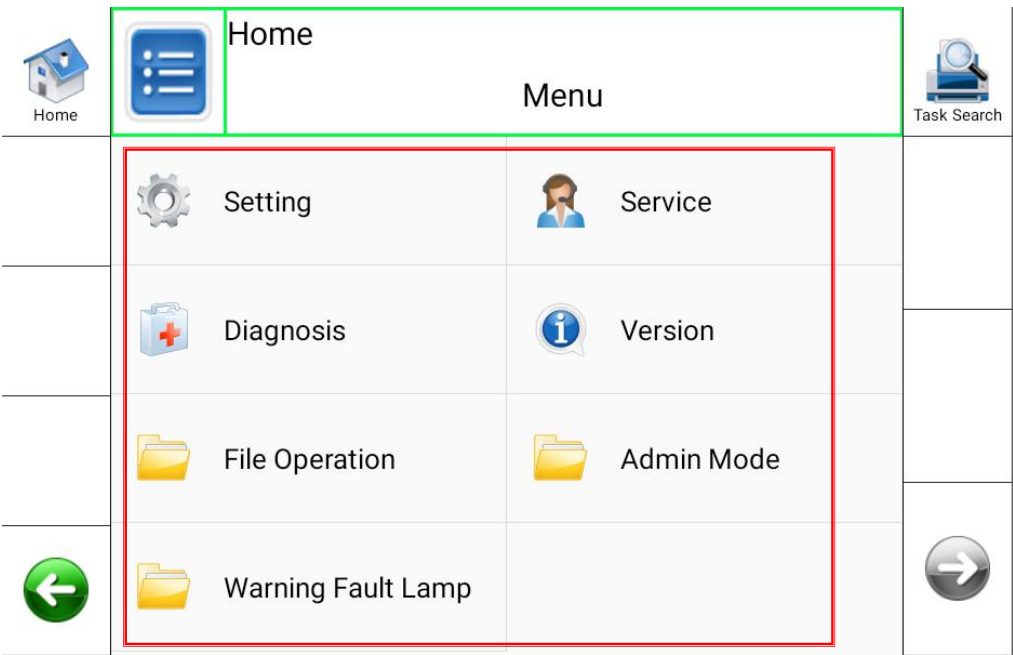 Home
Home
Menu
Task Search
Setting
Service
Diagnosis
Version
File Operation
Admin Mode
Warning Fault Lamp